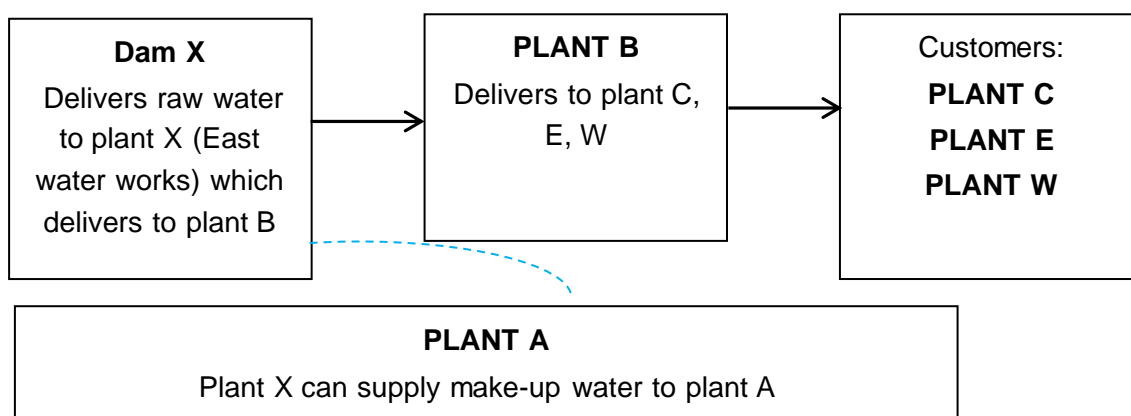 Dam X
Delivers raw water
to plant X (East
water works) which
delivers to plant B
PLANT B
Delivers to plant C,
E, W
Customers:
PLANT C
PLANT E
PLANT W
PLANT A
Plant X can supply make-up water to plant A